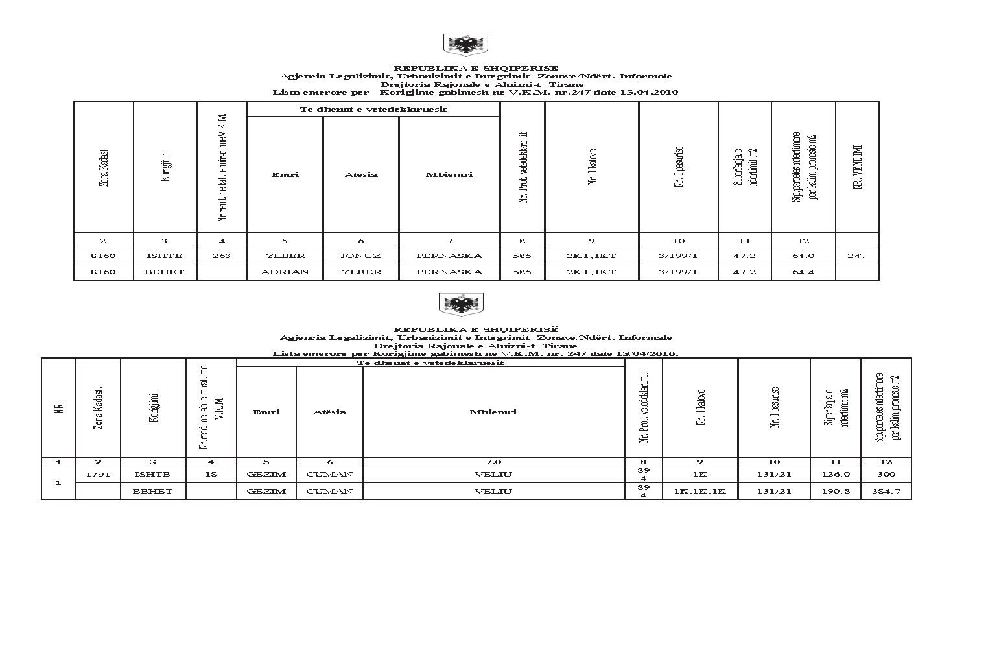 REPUBLIKA E SHQIPERISE
Agjencia Legalizimit, Urbanizimit e Integrimit Zonave/Ndërt. Informale
Drejtoria Rajonale e Aluizni-t Tirane
Lista emerore per Korigjime gabimesh ne V.K.M. nr.247 date 13.04.2010
Te dhenat e vetedeklaruesit
Zona Kadast. Korigjimi Nr.rend. ne tab. e mirat. me V.K.M. Emri Atësia Mbiemri Nr. Prot. vetedeklarimit Nr. I kateve Nr. I pasurise Siperfaqja e ndertimit m2 Sip.parceles ndertimore per kalim pronesie m2 NR. VENDIMI
2 3 4 5 6 7 8 9 10 11 12
8160 ISHTE 263 YLBER JONUZ PERNASKA 585 2KT,1KT 3/199/1 47.2 64.0 247
8160 BEHET ADRIAN YLBER PERNASKA 585 2KT,1KT 3/199/1 47.2 64.4
REPUBLIKA E SHQIPERISË
Agjencia Legalizimit, Urbanizimit e Integrimit Zonave/Ndërt. Informale
Drejtoria Rajonale e Aluizni-t Tirane
Lista emerore per Korigjime gabimesh ne V.K.M. nr. 247 date 13/04/2010.
Te dhenat e vetedeklaruesit
NR. Zona Kadast. Korigjimi Nr.rend. ne tab. e mirat. me V.K.M. Emri Atësia Mbiemri Nr. Prot. vetedeklarimit Nr. I kateve Nr. I pasurise Siperfaqja e ndertimit m2 Sip.parceles ndertimore per kalim pronesie m2
1 2 3 4 5 6 7.0 8 9 10 11 12
1 1791 ISHTE 18 GEZIM CUMAN VELIU 894 1K 131/21 126.0 300
BEHET GEZIM CUMAN VELIU 894 1K,1K,1K 131/21 190.8 384.7